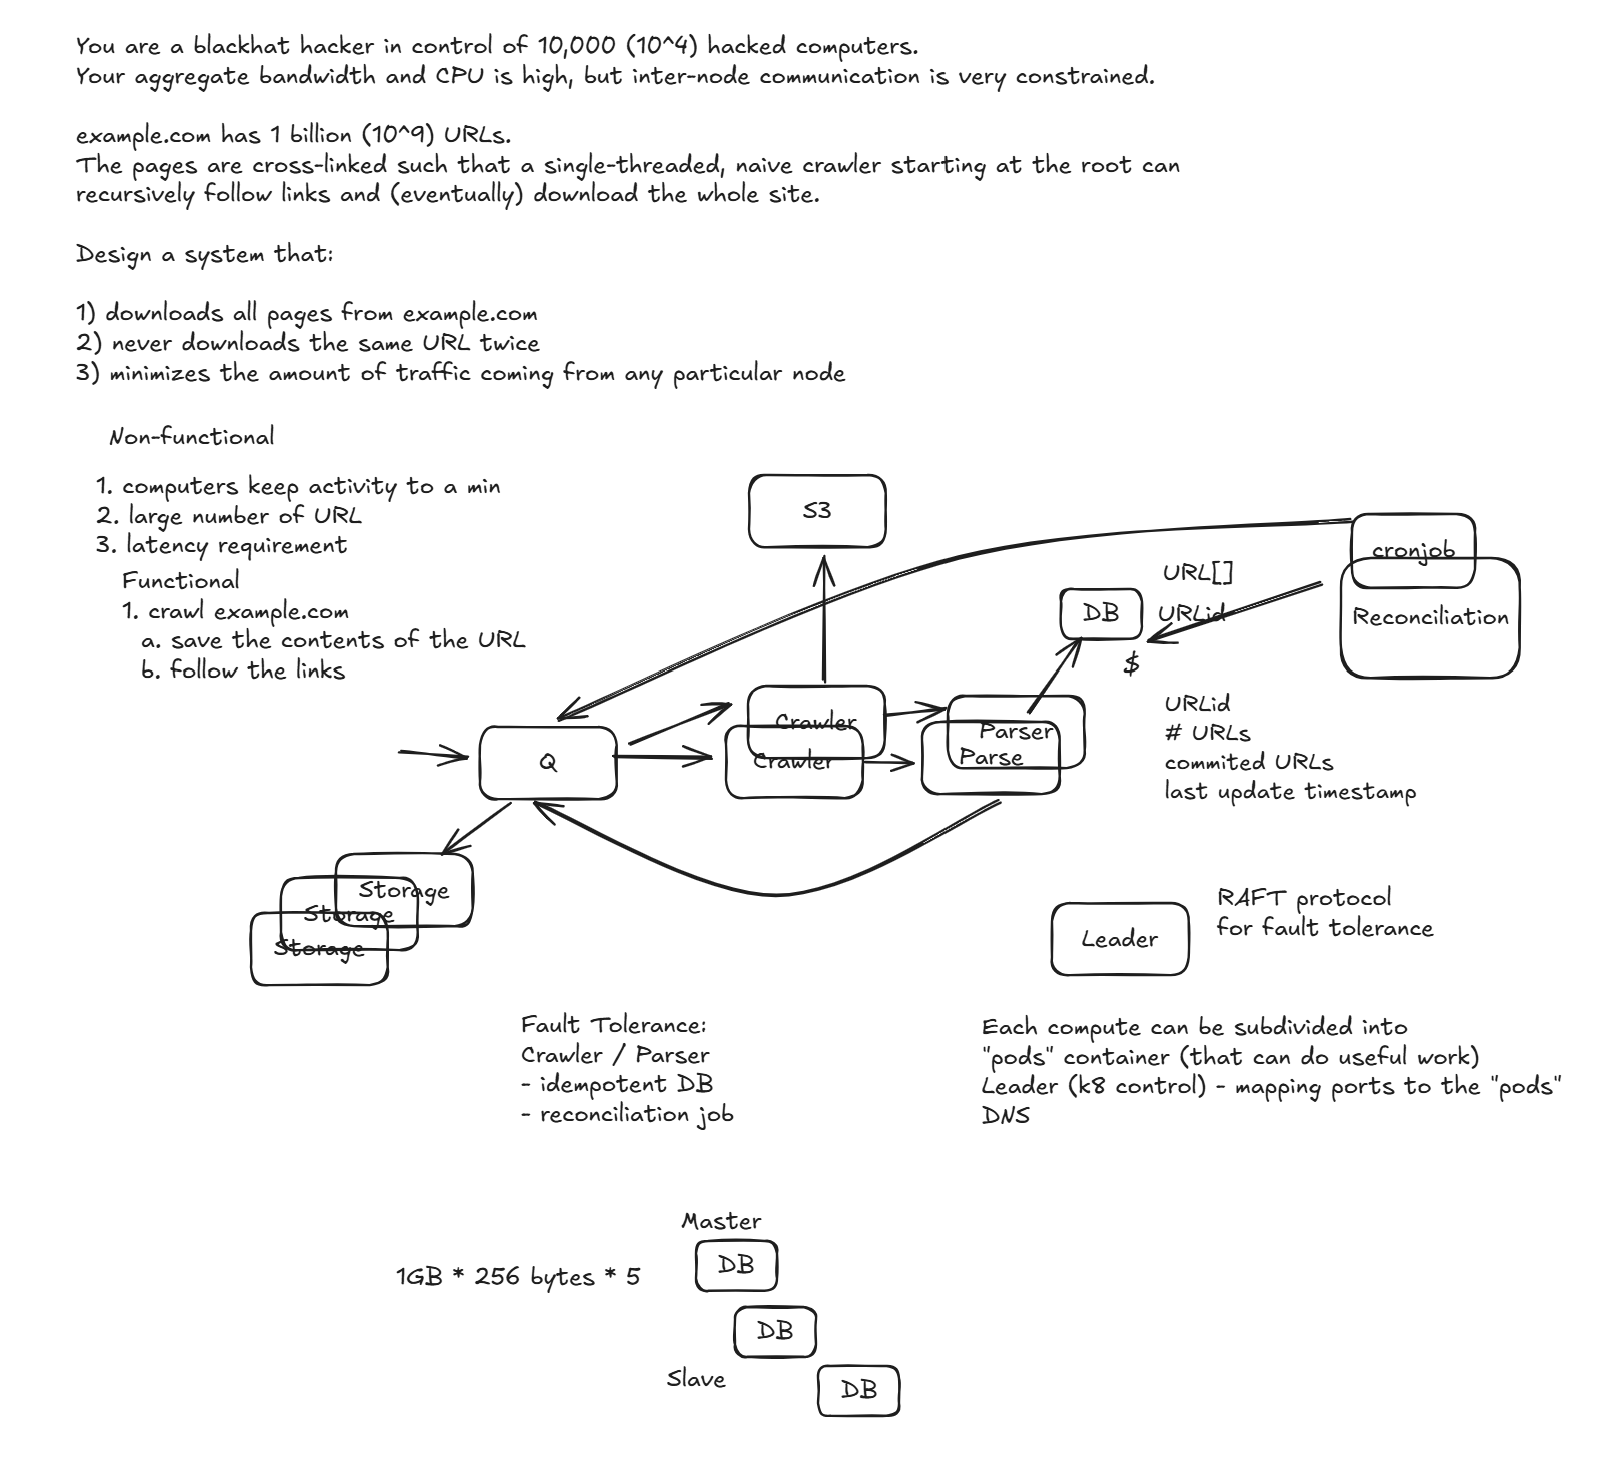 You are a blackhat hacker in control of 10,000 (10^4) hacked computers.
Your aggregate bandwidth and CPU is high, but inter-node communication is very constrained.
example.com has 1 billion (10^9) URLs.
The pages are cross-linked such that a single-threaded, naive crawler starting at the root can
recursively follow links and (eventually) download the whole site.
Design a system that:
1) downloads all pages from example.com
2) never downloads the same URL twice
3) minimizes the amount of traffic coming from any particular node
Non-functional
1. computers keep activity to a min
2. large number of URL
3. latency requirement
Functional
1. crawl example.com
a. save the contents of the URL
b. follow the links
S3
cronjob
Reconciliation
URL[]
DB
URLid
$
URLid
# URLs
commited URLs
last update timestamp
Q
Crawler
Crawler
Parser
Parse
Storage
Storage
Storage
Leader
RAFT protocol
for fault tolerance
Fault Tolerance:
Crawler / Parser
- idempotent DB
- reconciliation job
Each compute can be subdivided into
"pods" container (that can do useful work)
Leader (k8 control) - mapping ports to the "pods"
DNS
Master
DB
1GB * 256 bytes * 5
DB
Slave
DB